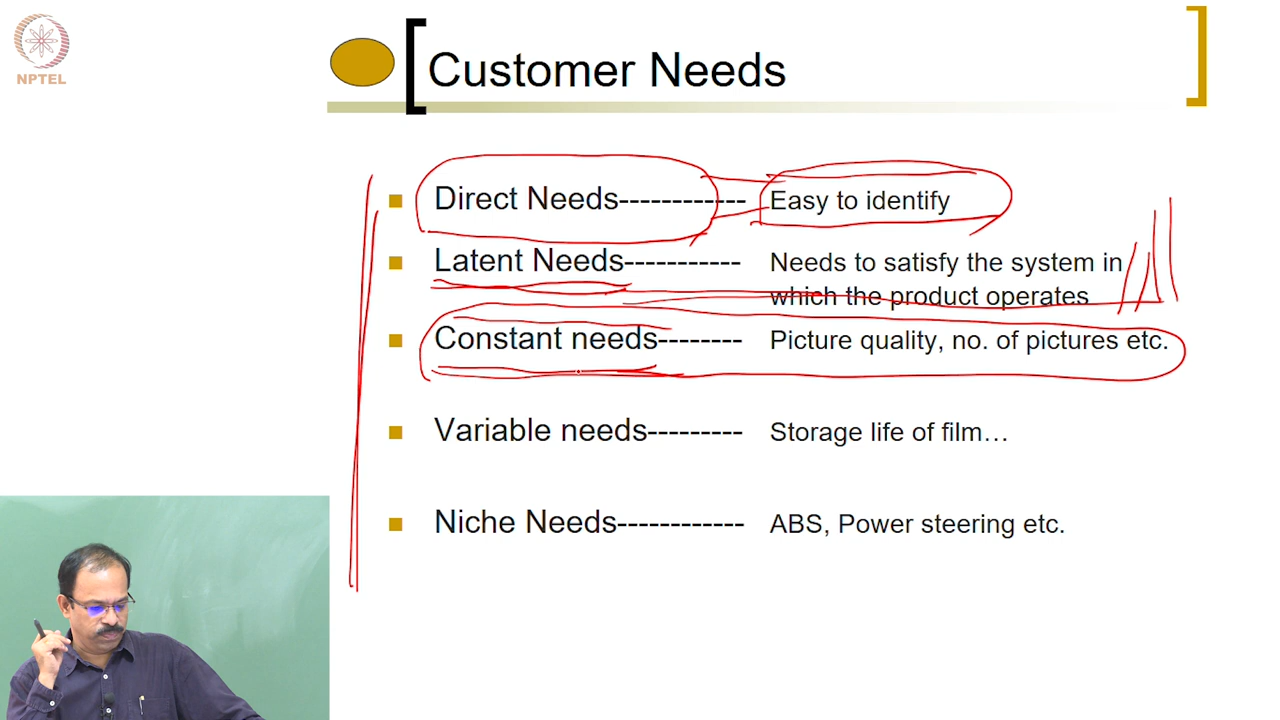 NPTEL
Customer Needs
Direct Needs------------ Easy to identify
Latent Needs----------- Needs to satisfy the system in
which the product operates
Constant needs-------- Picture quality, no. of pictures etc.
Variable needs--------- Storage life of film…
Niche Needs------------ ABS, Power steering etc.